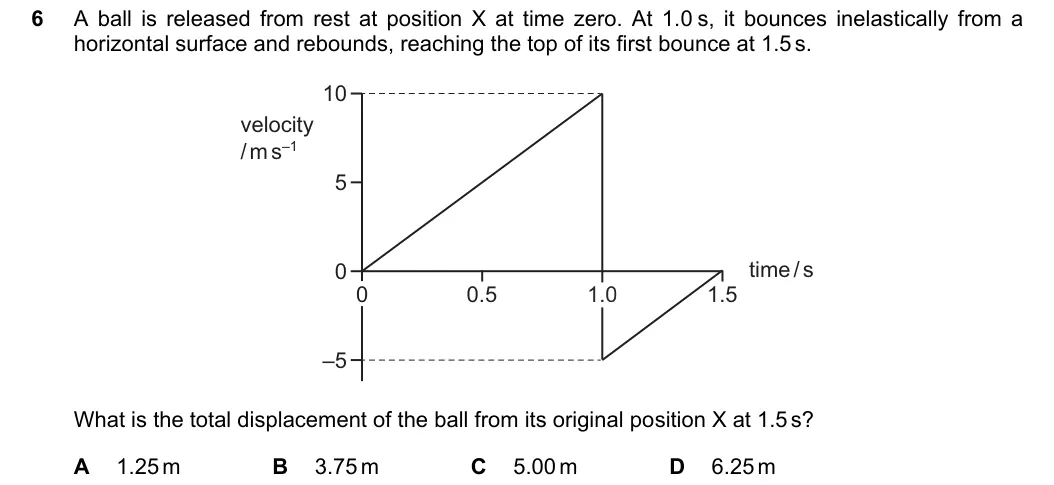 6 A ball is released from rest at position X at time zero. At 1.0 s, it bounces inelastically from a
horizontal surface and rebounds, reaching the top of its first bounce at 1.5 s.
10
velocity
/ m s⁻¹
5
0
time / s
0 0.5 1.0 1.5
–5
What is the total displacement of the ball from its original position X at 1.5 s?
A 1.25 m B 3.75 m C 5.00 m D 6.25 m